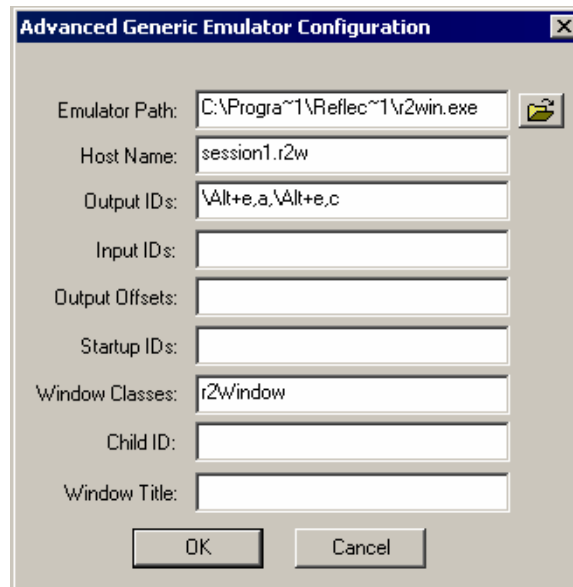 Advanced Generic Emulator Configuration
Emulator Path: C:\Progra~1\Reflec~1\r2win.exe
Host Name: session1.r2w
Output IDs: \Alt+e,a,\Alt+e,c
Input IDs:
Output Offsets:
Startup IDs:
Window Classes: r2Window
Child ID:
Window Title:
OK Cancel